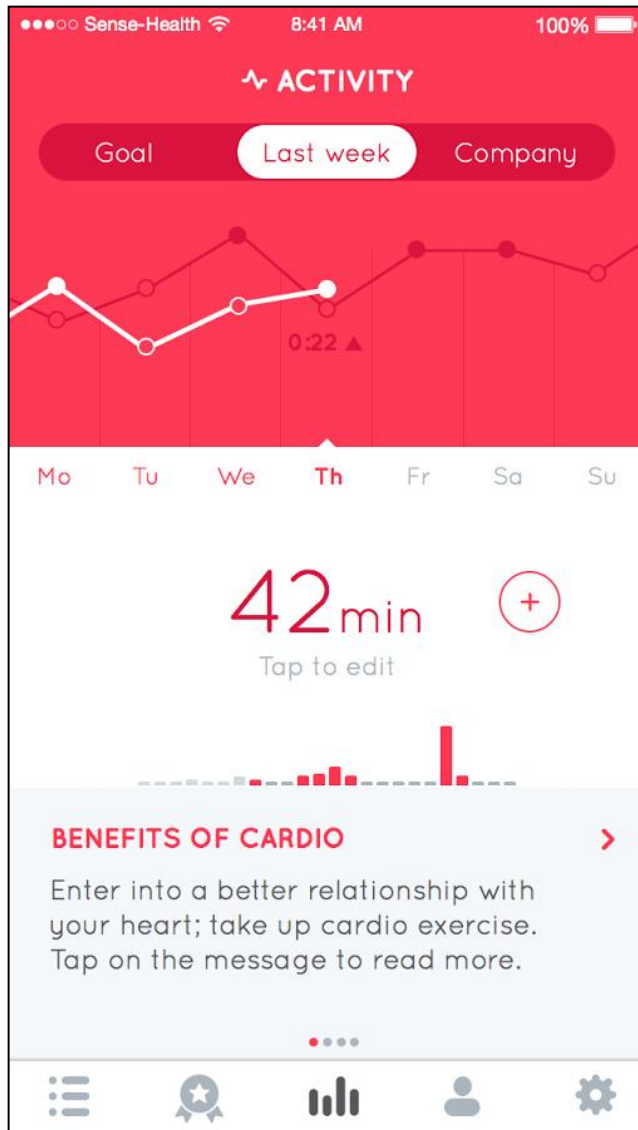 Sense-Health 8:41 AM 100%
ACTIVITY
Goal Last week Company
0:22 ▲
Mo Tu We Th Fr Sa Su
42min
Tap to edit
BENEFITS OF CARDIO
Enter into a better relationship with
your heart; take up cardio exercise.
Tap on the message to read more.